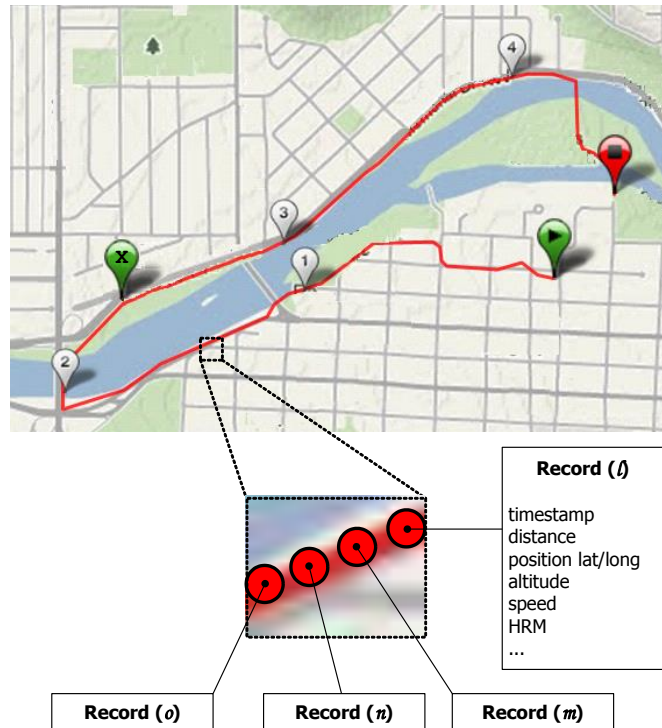 4
3
X
1
2
Record (l)
timestamp
distance
position lat/long
altitude
speed
HRM
...
Record (o)
Record (n)
Record (m)